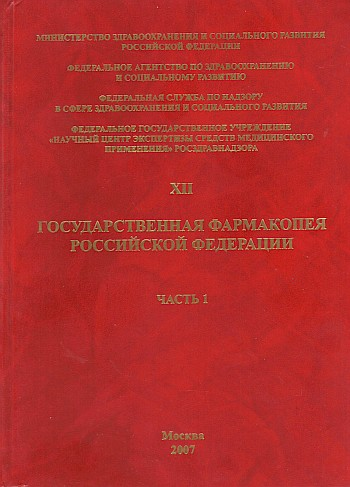 МИНИСТЕРСТВО ЗДРАВООХРАНЕНИЯ И СОЦИАЛЬНОГО РАЗВИТИЯ
РОССИЙСКОЙ ФЕДЕРАЦИИ
ФЕДЕРАЛЬНОЕ АГЕНТСТВО ПО ЗДРАВООХРАНЕНИЮ
И СОЦИАЛЬНОМУ РАЗВИТИЮ
ФЕДЕРАЛЬНАЯ СЛУЖБА ПО НАДЗОРУ
В СФЕРЕ ЗДРАВООХРАНЕНИЯ И СОЦИАЛЬНОГО РАЗВИТИЯ
ФЕДЕРАЛЬНОЕ ГОСУДАРСТВЕННОЕ УЧРЕЖДЕНИЕ
«НАУЧНЫЙ ЦЕНТР ЭКСПЕРТИЗЫ СРЕДСТВ МЕДИЦИНСКОГО
ПРИМЕНЕНИЯ» РОСЗДРАВНАДЗОРА
XII
ГОСУДАРСТВЕННАЯ ФАРМАКОПЕЯ
РОССИЙСКОЙ ФЕДЕРАЦИИ
ЧАСТЬ 1
Москва
2007